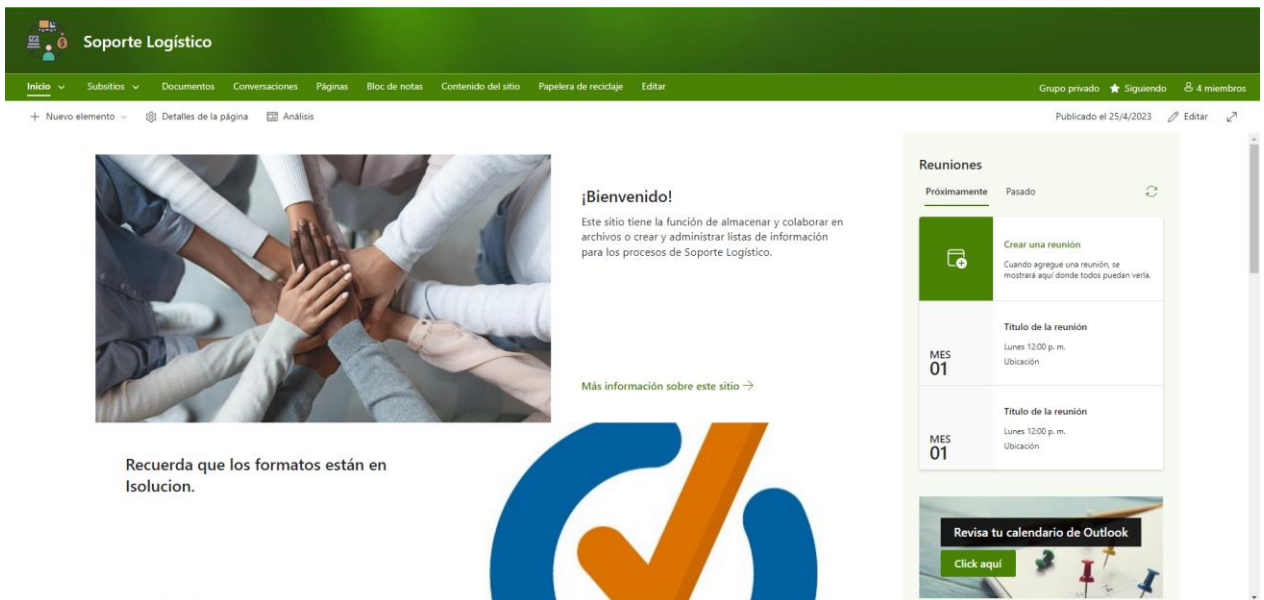 Soporte Logístico
Inicio
Subsitios
Documentos
Conversaciones
Páginas
Bloc de notas
Contenido del sitio
Papelera de reciclaje
Editar
Grupo privado
Siguiendo
4 miembros
Nuevo elemento
Detalles de la página
Análisis
Publicado el 25/4/2023
Editar
¡Bienvenido!
Este sitio tiene la función de almacenar y colaborar en
archivos o crear y administrar listas de información
para los procesos de Soporte Logístico.
Más información sobre este sitio
Recuerda que los formatos están en
Isolucion.
Reuniones
Próximamente
Pasado
Crear una reunión
Cuando agregue una reunión, se
mostrará aquí donde todos puedan verla.
MES
01
Título de la reunión
Lunes 12:00 p. m.
Ubicación
MES
01
Título de la reunión
Lunes 12:00 p. m.
Ubicación
Revisa tu calendario de Outlook
Click aquí